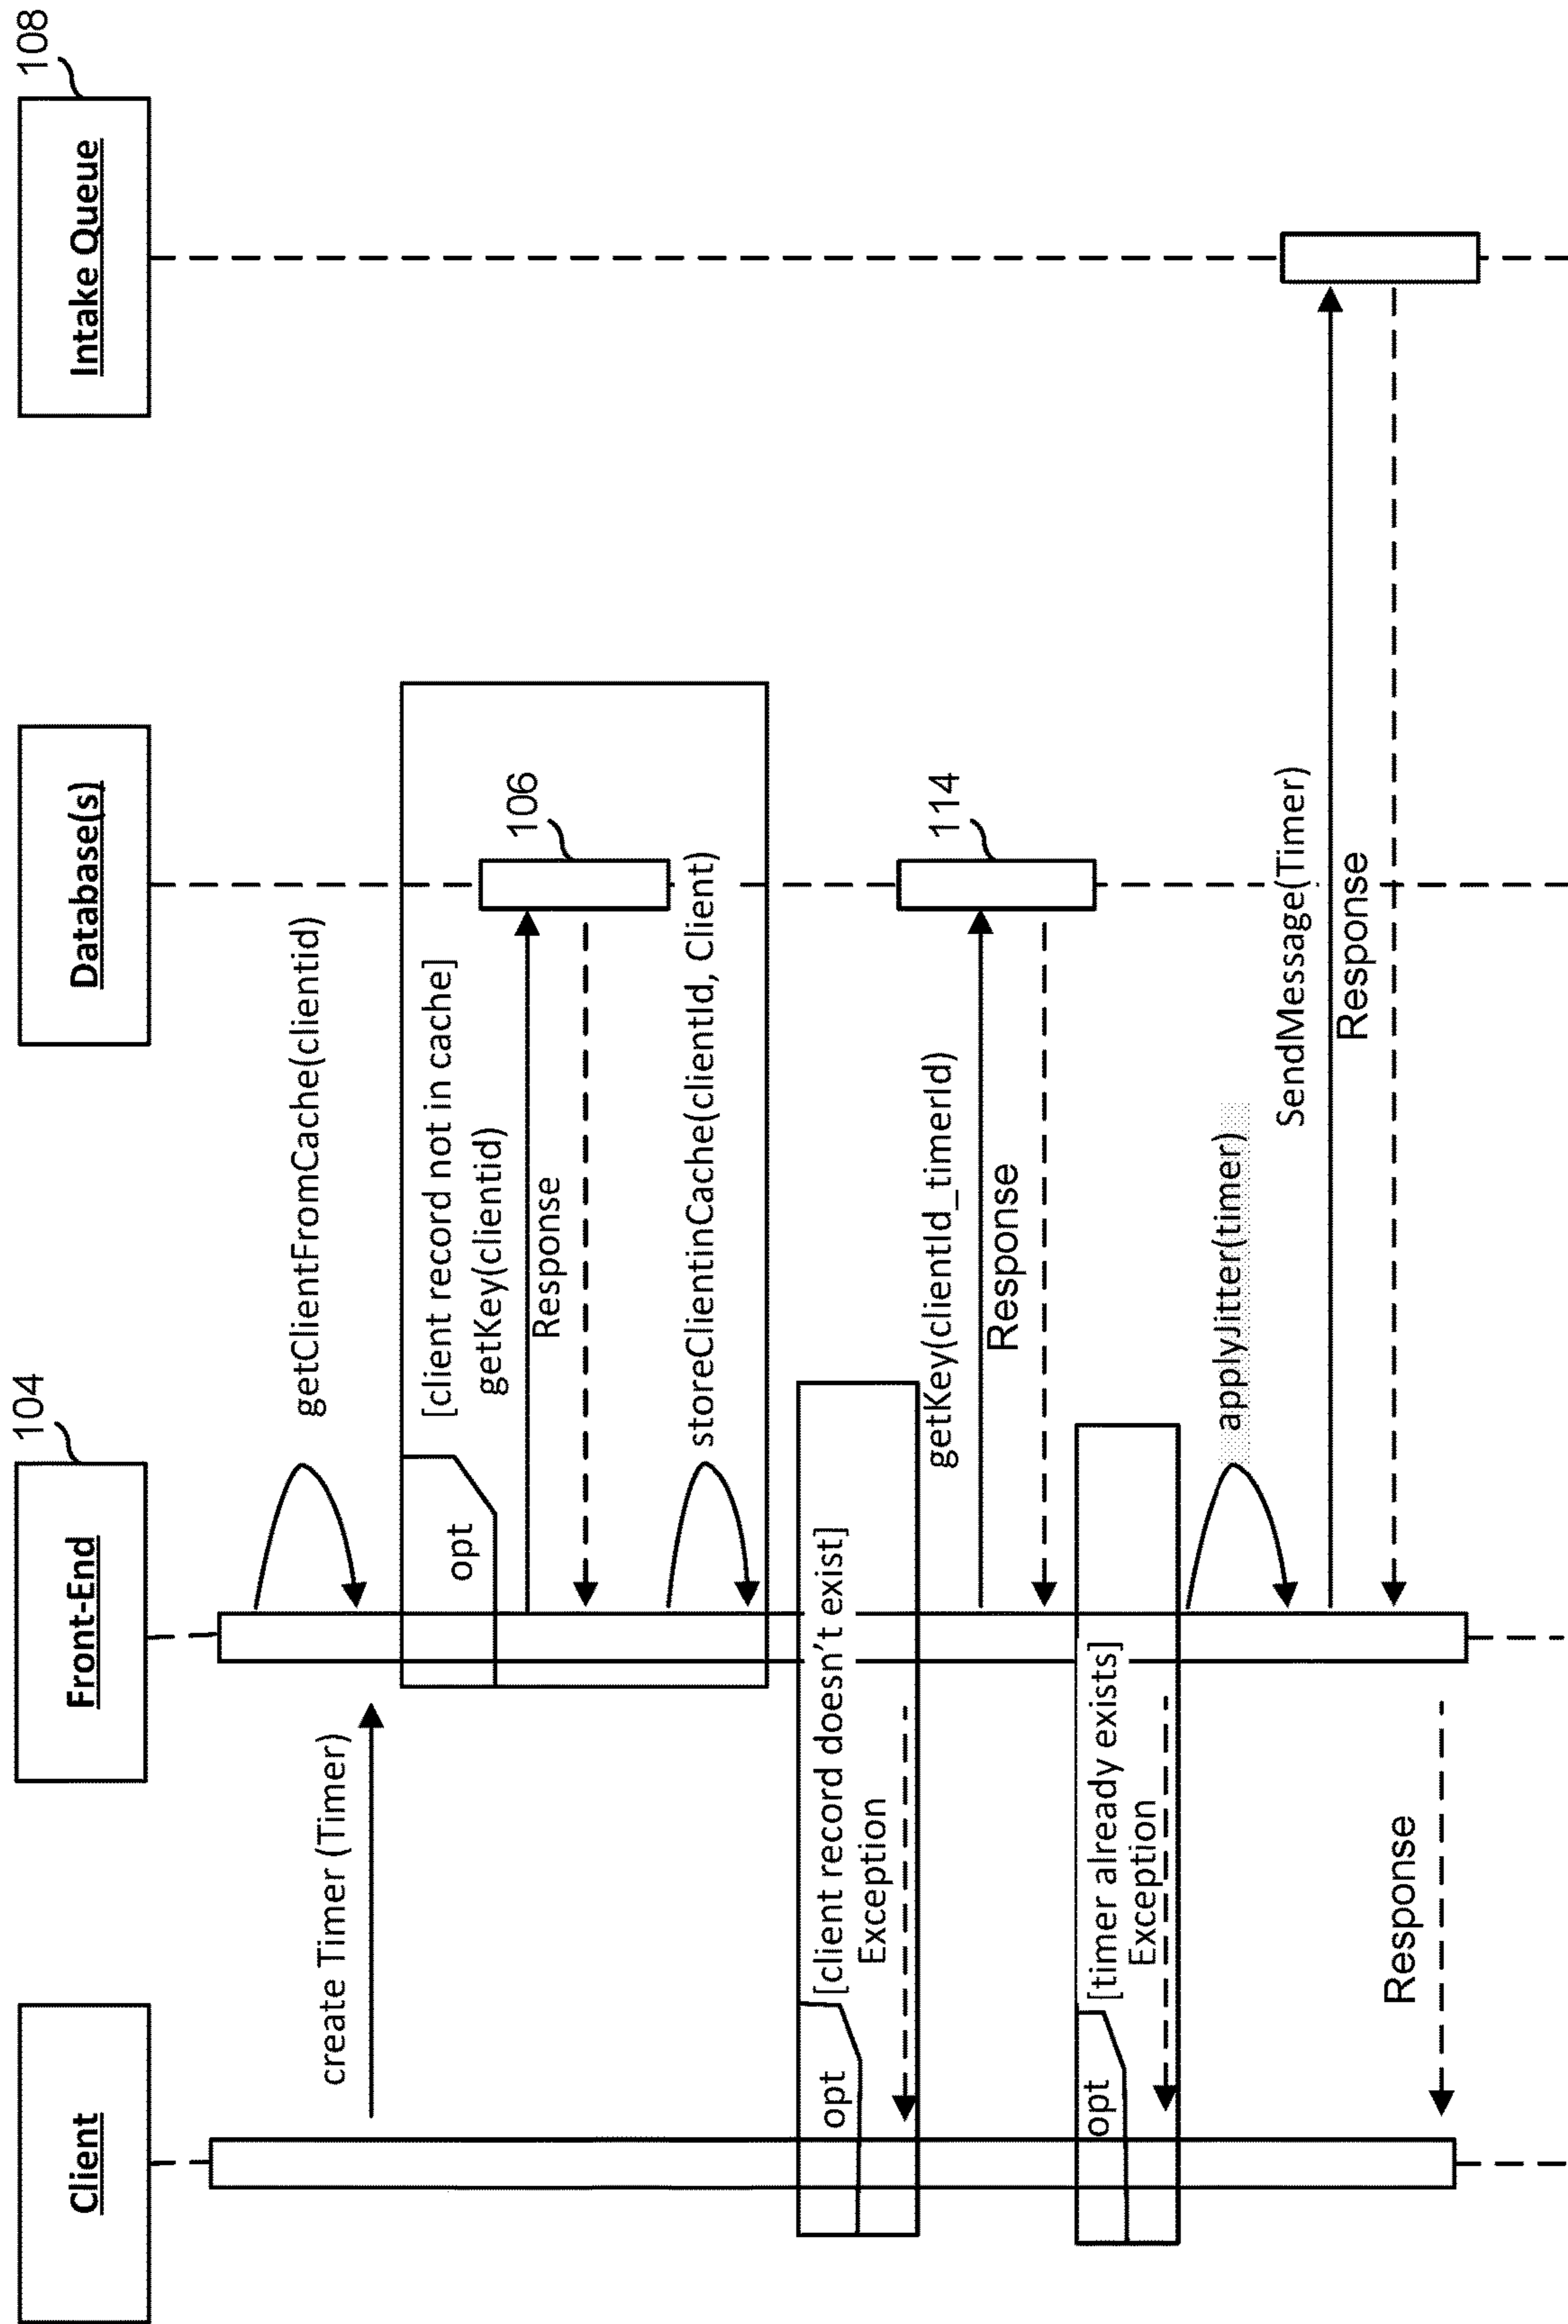 Client
Front-End
104
Database(s)
Intake Queue
108
create Timer (Timer)
getClientFromCache(clientid)
opt
[client record not in cache]
getKey(clientid)
Response
106
storeClientinCache(clientId, Client)
opt
[client record doesn't exist]
Exception
getKey(clientId_timerId)
Response
114
opt
[timer already exists]
Exception
applyJitter(timer)
SendMessage(Timer)
Response
Response